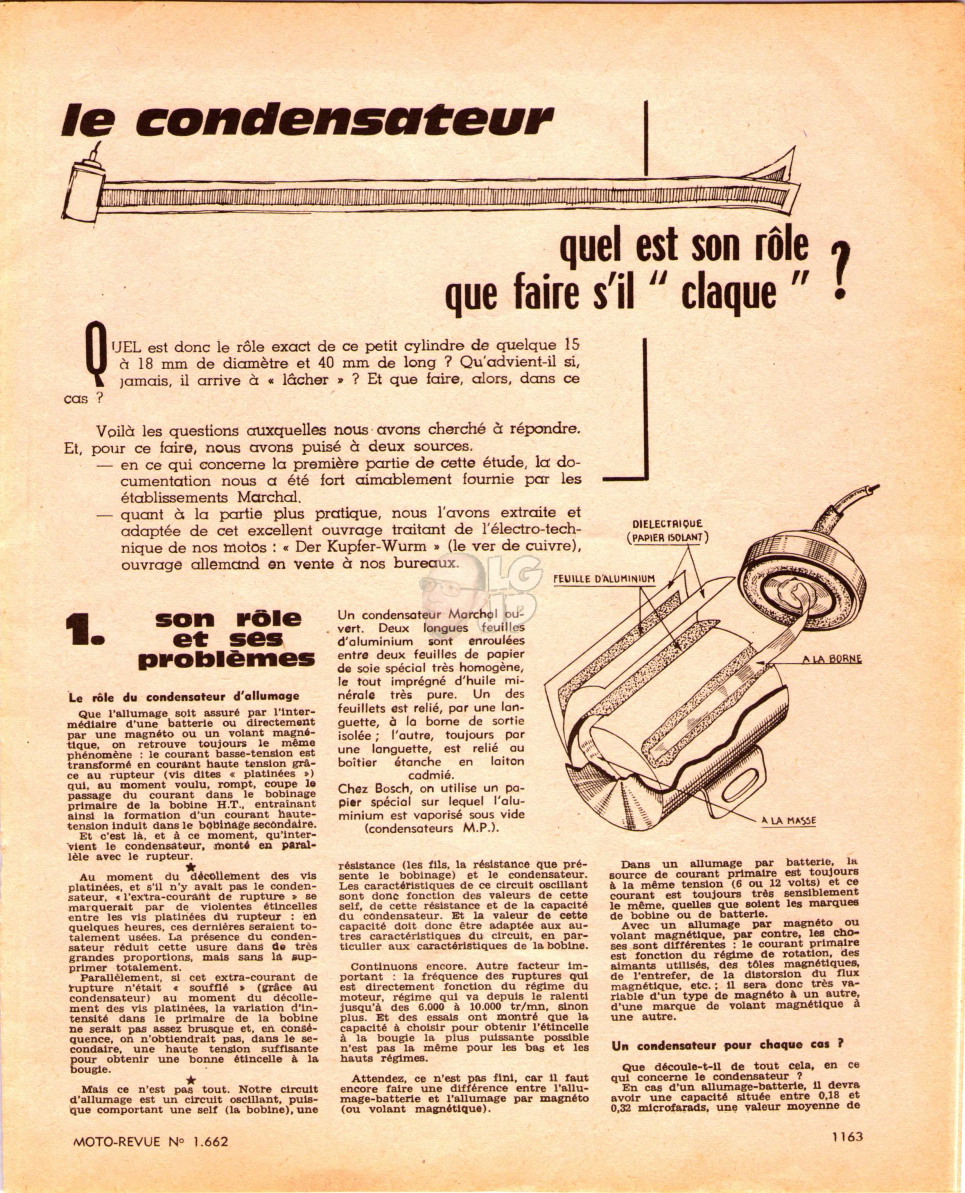 le condensateur
quel est son rôle
que faire s'il " claque " ?
QUEL est donc le rôle exact de ce petit cylindre de quelque 15
à 18 mm de diamètre et 40 mm de long ? Qu'advient-il si,
jamais, il arrive à « lâcher » ? Et que faire, alors, dans ce
cas ?
Voilà les questions auxquelles nous avons cherché à répondre.
Et, pour ce faire, nous avons puisé à deux sources.
— en ce qui concerne la première partie de cette étude, la do-
cumentation nous a été fort aimablement fournie par les
établissements Marchal.
— quant à la partie plus pratique, nous l'avons extraite et
adaptée de cet excellent ouvrage traitant de l'électro-tech-
nique de nos motos : « Der Kupfer-Wurm » (le ver de cuivre),
ouvrage allemand en vente à nos bureaux.
LG
DIELECTRIQUE
(PAPIER ISOLANT)
FEUILLE D'ALUMINIUM
A LA BORNE
A LA MASSE
1. son rôle
et ses
problèmes
Le rôle du condensateur d'allumage
Que l'allumage soit assuré par l'inter-
médiaire d'une batterie ou directement
par une magnéto ou un volant magné-
tique, on retrouve toujours le même
phénomène : le courant basse-tension est
transformé en courant haute tension grâ-
ce au rupteur (vis dites « platinées »)
qui, au moment voulu, rompt, coupe le
passage du courant dans le bobinage
primaire de la bobine H.T., entraînant
ainsi la formation d'un courant haute-
tension induit dans le bobinage secondaire.
Et c'est là, et à ce moment, qu'inter-
vient le condensateur, monté en paral-
lèle avec le rupteur.
★
Au moment du décollement des vis
platinées, et s'il n'y avait pas le conden-
sateur, « l'extra-courant de rupture » se
marquerait par de violentes étincelles
entre les vis platinées du rupteur : en
quelques heures, ces dernières seraient to-
talement usées. La présence du conden-
sateur réduit cette usure dans de très
grandes proportions, mais sans la sup-
primer totalement.
Parallèlement, si cet extra-courant de
rupture n'était « soufflé » (grâce au
condensateur) au moment du décolle-
ment des vis platinées, la variation d'in-
tensité dans le primaire de la bobine
ne serait pas assez brusque et, en consé-
quence, on n'obtiendrait pas, dans le se-
condaire, une haute tension suffisante
pour obtenir une bonne étincelle à la
bougie.
★
Mais ce n'est pas tout. Notre circuit
d'allumage est un circuit oscillant, puis-
que comportant une self (la bobine), une
Un condensateur Marchal ou-
vert. Deux longues feuilles
d'aluminium sont enroulées
entre deux feuilles de papier
de soie spécial très homogène,
le tout imprégné d'huile mi-
nérale très pure. Un des
feuillets est relié, par une lan-
guette, à la borne de sortie
isolée ; l'autre, toujours par
une languette, est relié au
boîtier étanche en laiton
cadmié.
Chez Bosch, on utilise un pa-
pier spécial sur lequel l'alu-
minium est vaporisé sous vide
(condensateurs M.P.).
résistance (les fils, la résistance que pré-
sente le bobinage) et le condensateur.
Les caractéristiques de ce circuit oscillant
sont donc fonction des valeurs de cette
self, de cette résistance et de la capacité
du condensateur. Et la valeur de cette
capacité doit donc être adaptée aux au-
tres caractéristiques du circuit, en par-
ticulier aux caractéristiques de la bobine.
Continuons encore. Autre facteur im-
portant : la fréquence des ruptures qui
est directement fonction du régime du
moteur, régime qui va depuis le ralenti
jusqu'à des 6.000 à 10.000 tr/mn, sinon
plus. Et des essais ont montré que la
capacité à choisir pour obtenir l'étincelle
à la bougie la plus puissante possible
n'est pas la même pour les bas et les
hauts régimes.
Attendez, ce n'est pas fini, car il faut
encore faire une différence entre l'allu-
mage-batterie et l'allumage par magnéto
(ou volant magnétique).
Dans un allumage par batterie, la
source de courant primaire est toujours
à la même tension (6 ou 12 volts) et ce
courant est toujours très sensiblement
le même, quelles que soient les marques
de bobine ou de batterie.
Avec un allumage par magnéto ou
volant magnétique, par contre, les cho-
ses sont différentes : le courant primaire
est fonction du régime de rotation, des
aimants utilisés, des tôles magnétiques,
de l'entrefer, de la distorsion du flux
magnétique, etc. ; il sera donc très va-
riable d'un type de magnéto à un autre,
d'une marque de volant magnétique à
une autre.
Un condensateur pour chaque cas ?
Que découle-t-il de tout cela, en ce
qui concerne le condensateur ?
En cas d'un allumage-batterie, il devra
avoir une capacité située entre 0,18 et
0,32 microfarads, une valeur moyenne de
MOTO-REVUE Nº 1.662
1163